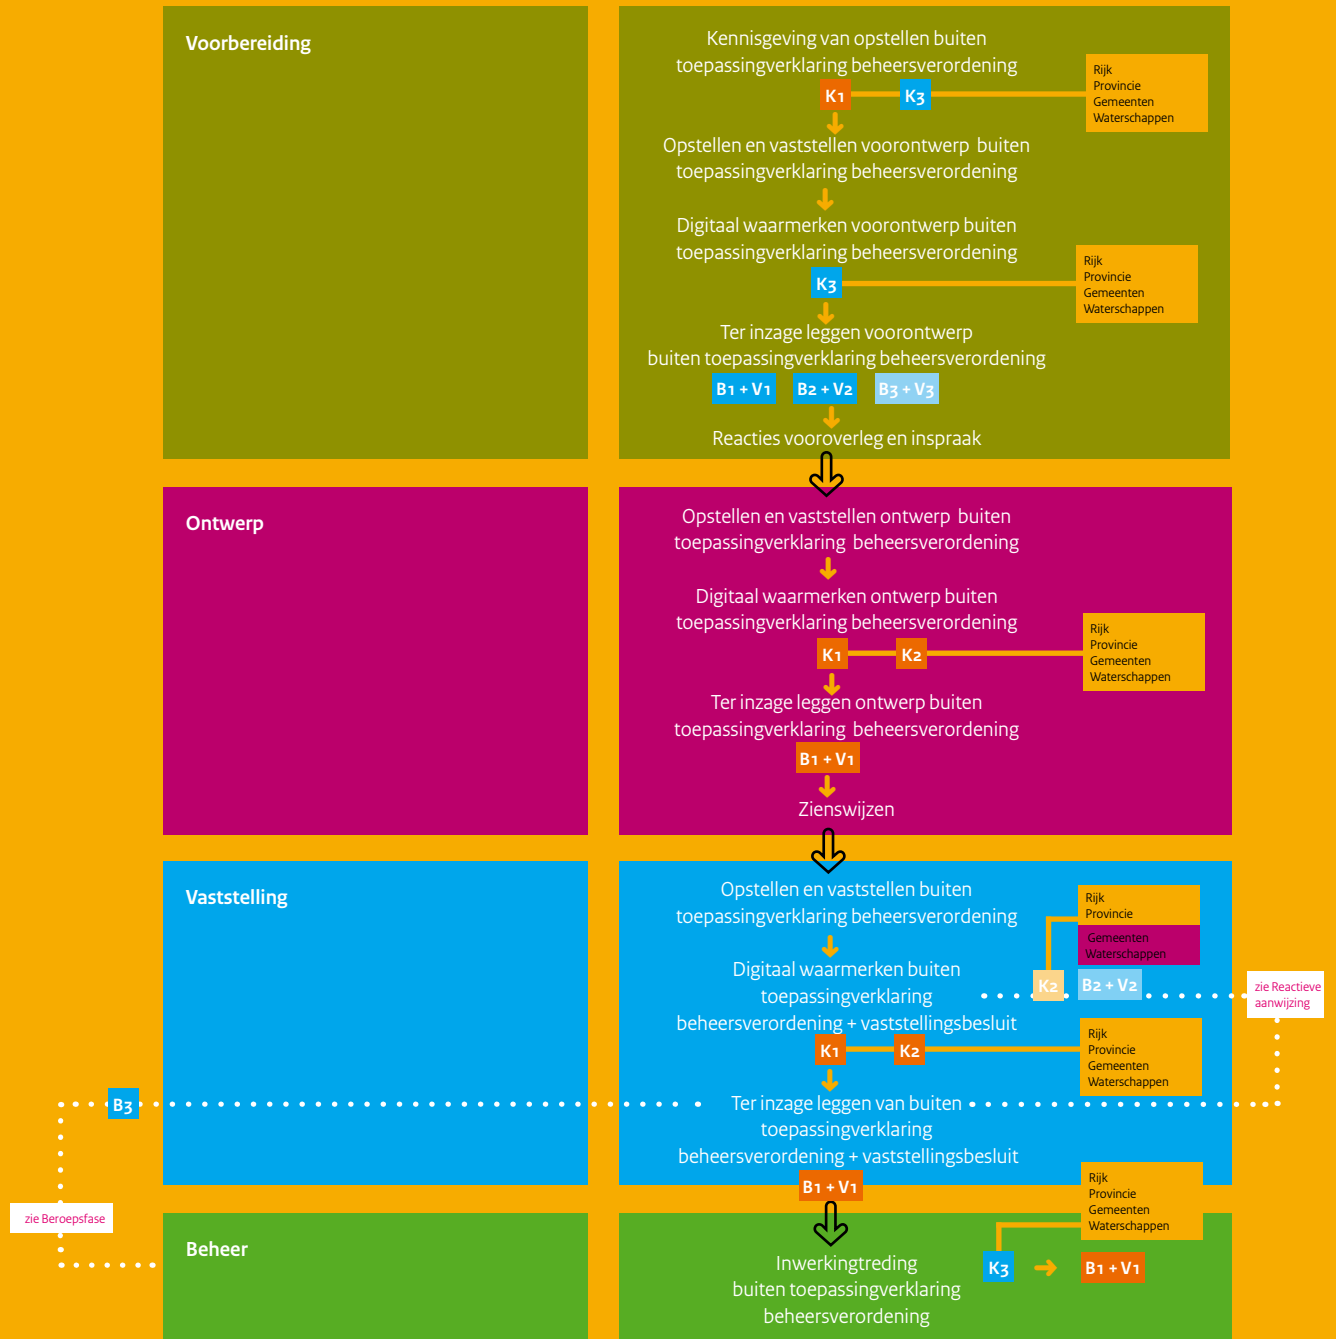 Voorbereiding
Kennisgeving van opstellen buiten
toepassingverklaring beheersverordening
K1
K3
Rijk
Provincie
Gemeenten
Waterschappen
Opstellen en vaststellen voorontwerp buiten
toepassingverklaring beheersverordening
Digitaal waarmerken voorontwerp buiten
toepassingverklaring beheersverordening
K3
Rijk
Provincie
Gemeenten
Waterschappen
Ter inzage leggen voorontwerp
buiten toepassingverklaring beheersverordening
B1 + V1
B2 + V2
B3 + V3
Reacties vooroverleg en inspraak
Ontwerp
Opstellen en vaststellen ontwerp buiten
toepassingverklaring beheersverordening
Digitaal waarmerken ontwerp buiten
toepassingverklaring beheersverordening
K1
K2
Rijk
Provincie
Gemeenten
Waterschappen
Ter inzage leggen ontwerp buiten
toepassingverklaring beheersverordening
B1 + V1
Zienswijzen
Vaststelling
Opstellen en vaststellen buiten
toepassingverklaring beheersverordening
Rijk
Provincie
Gemeenten
Waterschappen
Digitaal waarmerken buiten
toepassingverklaring
beheersverordening + vaststellingsbesluit
K2
B2 + V2
zie Reactieve
aanwijzing
K1
K2
Rijk
Provincie
Gemeenten
Waterschappen
B3
Ter inzage leggen van buiten
toepassingverklaring
beheersverordening + vaststellingsbesluit
B1 + V1
zie Beroepsfase
Rijk
Provincie
Gemeenten
Waterschappen
Beheer
Inwerkingtreding
buiten toepassingverklaring
beheersverordening
K3
B1 + V1